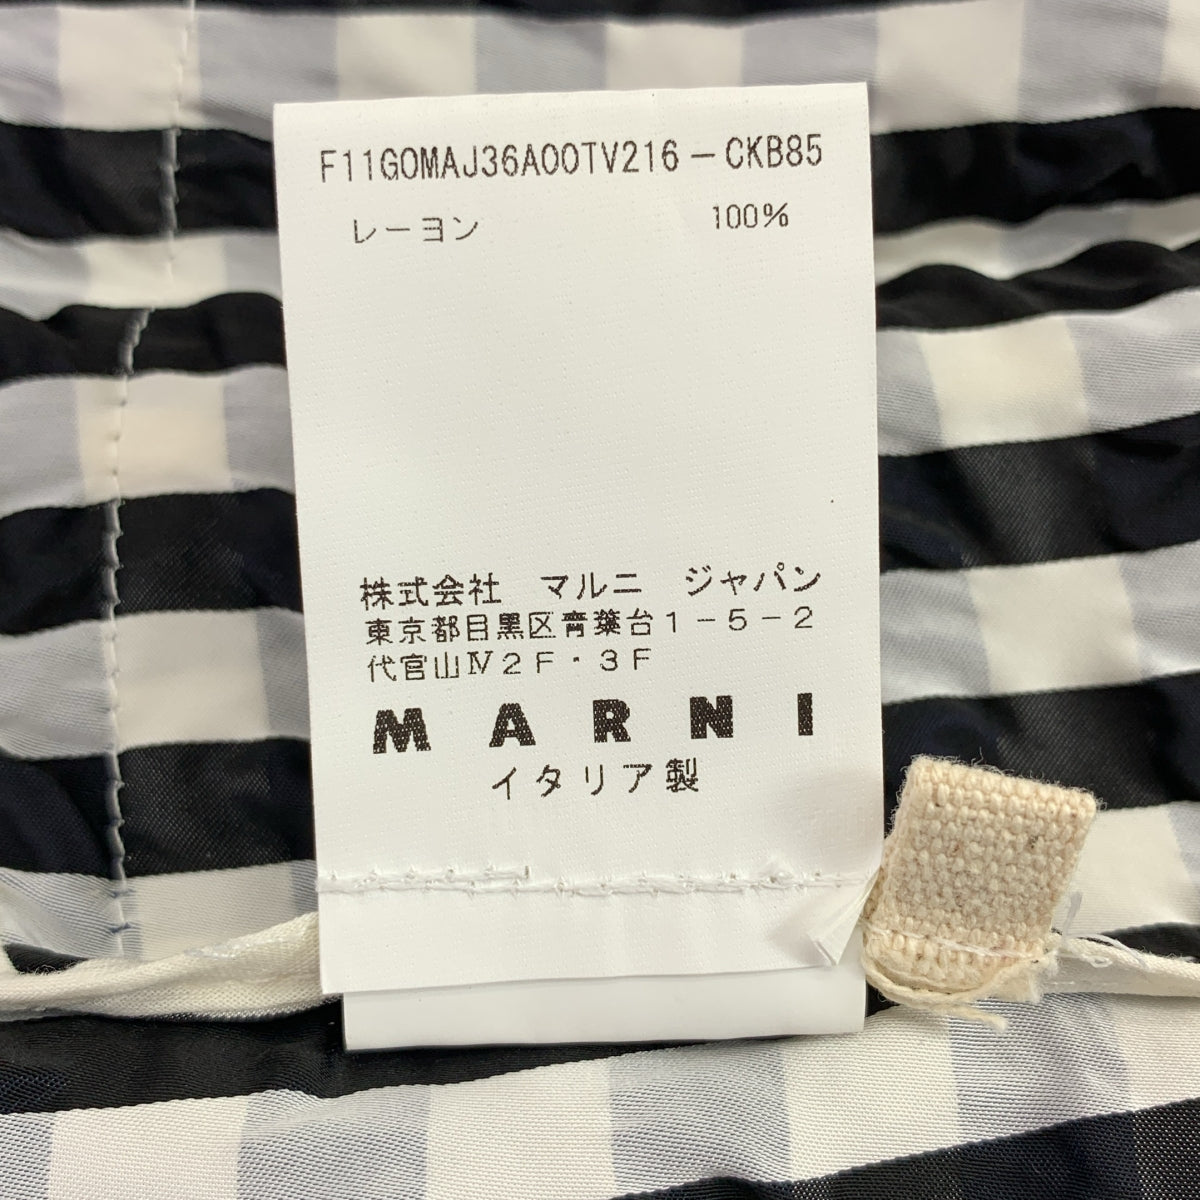 F11GOMAJ36A00TV216－CKB85
レーヨン　100%
株式会社　マルニ　ジャパン
東京都目黒区青葉台１－５－２
代官山Ⅳ２Ｆ・３Ｆ
MARNI
イタリア製